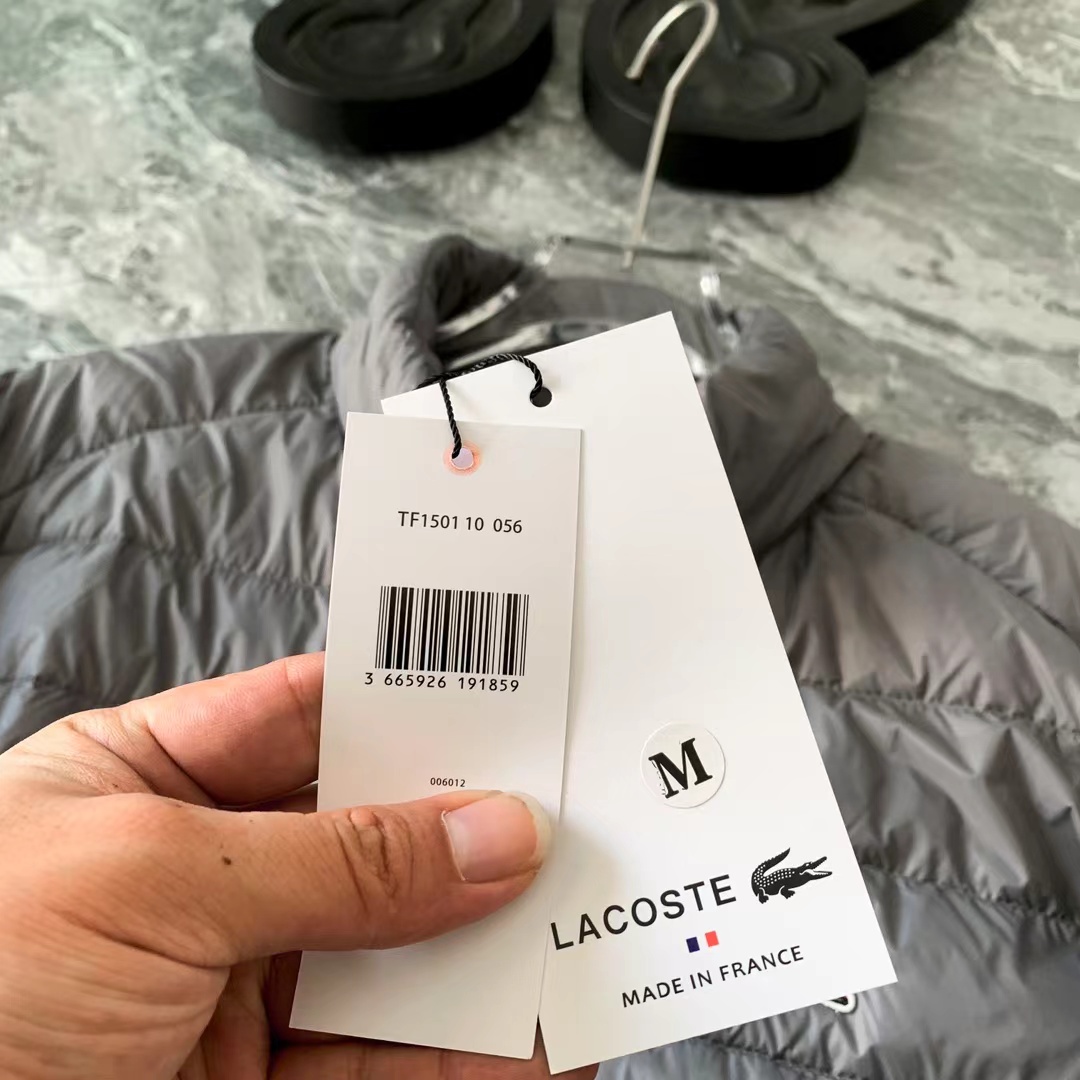 TF1501 10 056
3 665926 191859
006012
M
LACOSTE
MADE IN FRANCE